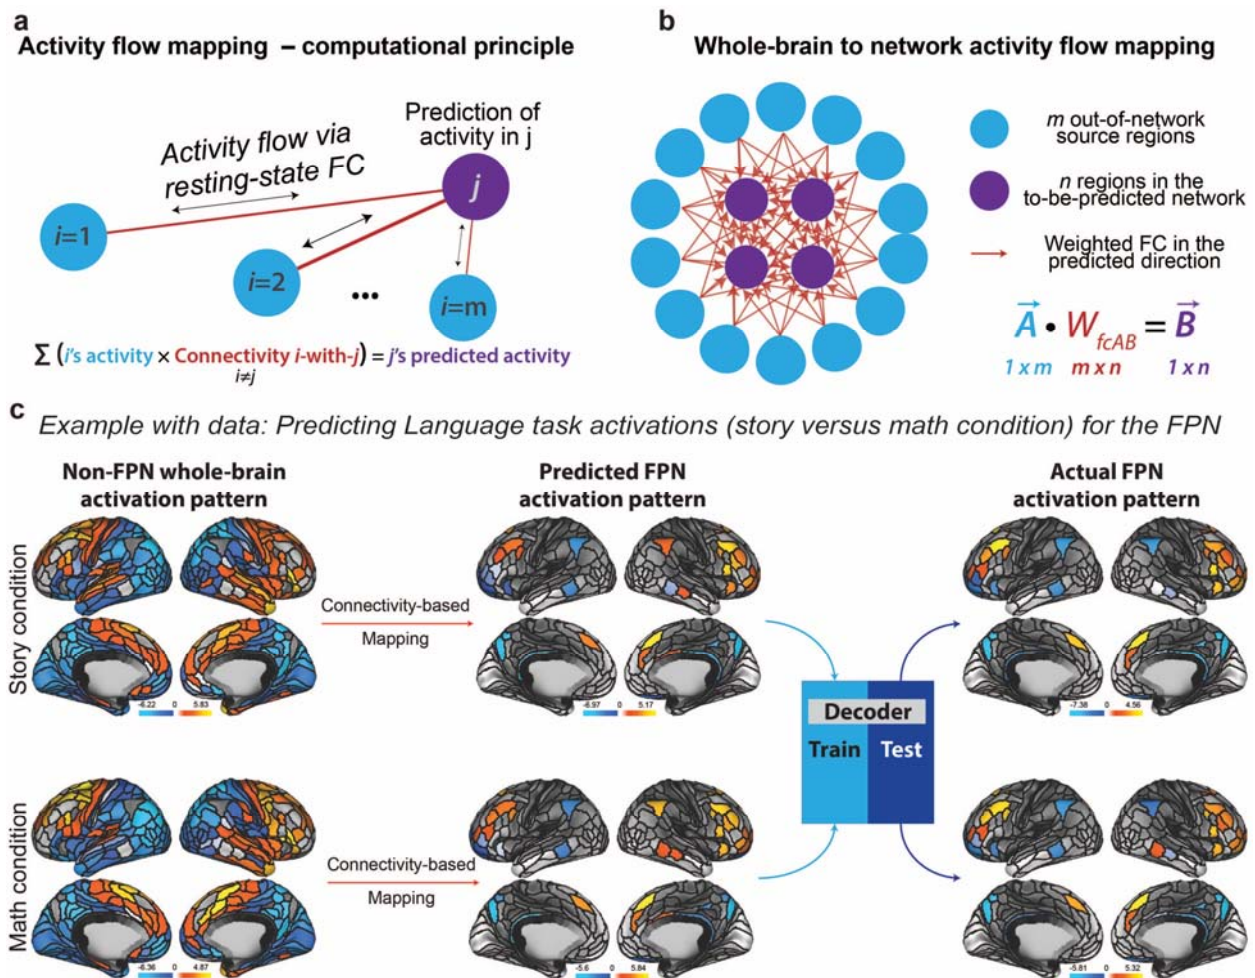 a
Activity flow mapping – computational principle
Activity flow via
resting-state FC
Prediction of
activity in j
j
i=1
i=2
...
i=m
Σ (i's activity × Connectivity i-with-j) = j's predicted activity
i≠j
b
Whole-brain to network activity flow mapping
m out-of-network
source regions
n regions in the
to-be-predicted network
Weighted FC in the
predicted direction
A • WfcAB = B
1 x m m x n 1 x n
c
Example with data: Predicting Language task activations (story versus math condition) for the FPN
Non-FPN whole-brain
activation pattern
Predicted FPN
activation pattern
Actual FPN
activation pattern
Story condition
Connectivity-based
Mapping
-6.22 0 5.83
-6.97 0 5.17
-7.38 0 4.56
Decoder
Train Test
Math condition
Connectivity-based
Mapping
-6.36 0 4.87
-5.6 0 5.84
-5.81 0 5.32